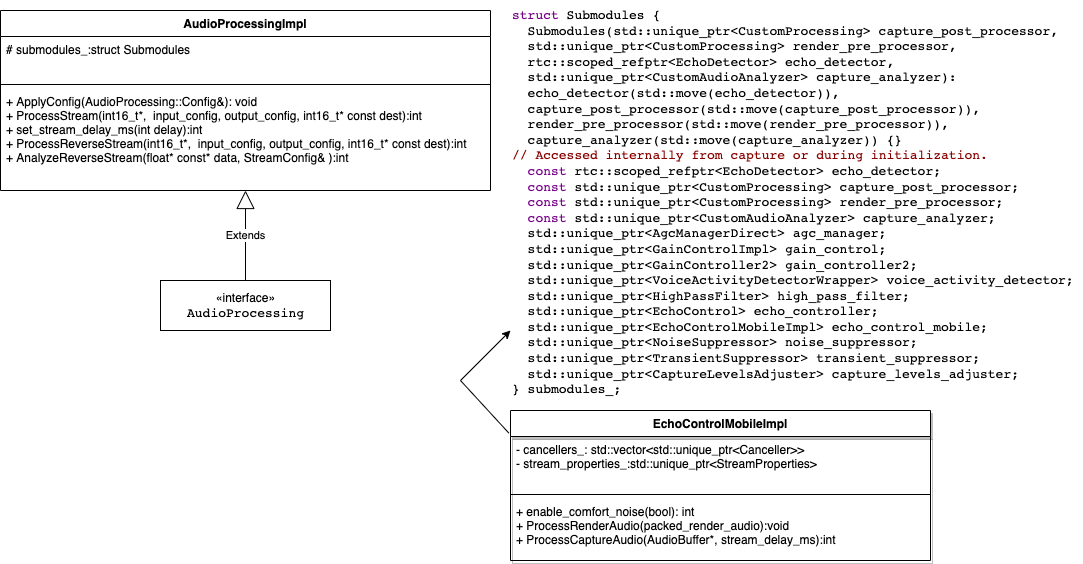 AudioProcessingImpl
# submodules_:struct Submodules
+ ApplyConfig(AudioProcessing::Config&): void
+ ProcessStream(int16_t*,  input_config, output_config, int16_t* const dest):int
+ set_stream_delay_ms(int delay):int
+ ProcessReverseStream(int16_t*,  input_config, output_config, int16_t* const dest):int
+ AnalyzeReverseStream(float* const* data, StreamConfig& ):int
Extends
«interface»
AudioProcessing
struct Submodules {
  Submodules(std::unique_ptr<CustomProcessing> capture_post_processor,
  std::unique_ptr<CustomProcessing> render_pre_processor,
  rtc::scoped_refptr<EchoDetector> echo_detector,
  std::unique_ptr<CustomAudioAnalyzer> capture_analyzer):
  echo_detector(std::move(echo_detector)),
  capture_post_processor(std::move(capture_post_processor)),
  render_pre_processor(std::move(render_pre_processor)),
  capture_analyzer(std::move(capture_analyzer)) {}
// Accessed internally from capture or during initialization.
  const rtc::scoped_refptr<EchoDetector> echo_detector;
  const std::unique_ptr<CustomProcessing> capture_post_processor;
  const std::unique_ptr<CustomProcessing> render_pre_processor;
  const std::unique_ptr<CustomAudioAnalyzer> capture_analyzer;
  std::unique_ptr<AgcManagerDirect> agc_manager;
  std::unique_ptr<GainControlImpl> gain_control;
  std::unique_ptr<GainController2> gain_controller2;
  std::unique_ptr<VoiceActivityDetectorWrapper> voice_activity_detector;
  std::unique_ptr<HighPassFilter> high_pass_filter;
  std::unique_ptr<EchoControl> echo_controller;
  std::unique_ptr<EchoControlMobileImpl> echo_control_mobile;
  std::unique_ptr<NoiseSuppressor> noise_suppressor;
  std::unique_ptr<TransientSuppressor> transient_suppressor;
  std::unique_ptr<CaptureLevelsAdjuster> capture_levels_adjuster;
} submodules_;
EchoControlMobileImpl
- cancellers_: std::vector<std::unique_ptr<Canceller>>
- stream_properties_:std::unique_ptr<StreamProperties>
+ enable_comfort_noise(bool): int
+ ProcessRenderAudio(packed_render_audio):void
+ ProcessCaptureAudio(AudioBuffer*, stream_delay_ms):int